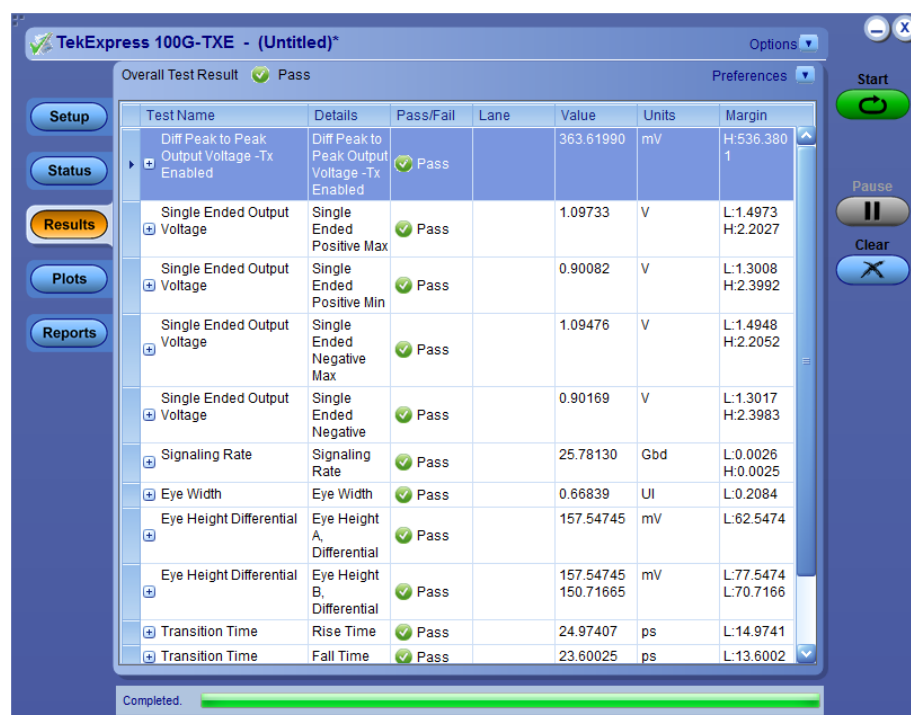 TekExpress 100G-TXE - (Untitled)*
Options
X
Overall Test Result Pass
Preferences
Start
Pause
Clear
Setup
Status
Results
Plots
Reports
Test Name Details Pass/Fail Lane Value Units Margin
Diff Peak to Peak Diff Peak to 363.61990 mV H:536.380
Output Voltage -Tx Peak Output Pass 1
Enabled Voltage -Tx
Enabled
Single Ended Output Single 1.09733 V L:1.4973
Voltage Ended Pass H:2.2027
Positive Max
Single Ended Output Single 0.90082 V L:1.3008
Voltage Ended Pass H:2.3992
Positive Min
Single Ended Output Single 1.09476 V L:1.4948
Voltage Ended Pass H:2.2052
Negative
Max
Single Ended Output Single 0.90169 V L:1.3017
Voltage Ended Pass H:2.3983
Negative
Signaling Rate Signaling Pass 25.78130 Gbd L:0.0026
Rate H:0.0025
Eye Width Eye Width Pass 0.66839 UI L:0.2084
Eye Height Differential Eye Height 157.54745 mV L:62.5474
A, Pass
Differential
Eye Height Differential Eye Height 157.54745 mV L:77.5474
B, Pass 150.71665 L:70.7166
Differential
Transition Time Rise Time Pass 24.97407 ps L:14.9741
Transition Time Fall Time Pass 23.60025 ps L:13.6002
Completed.